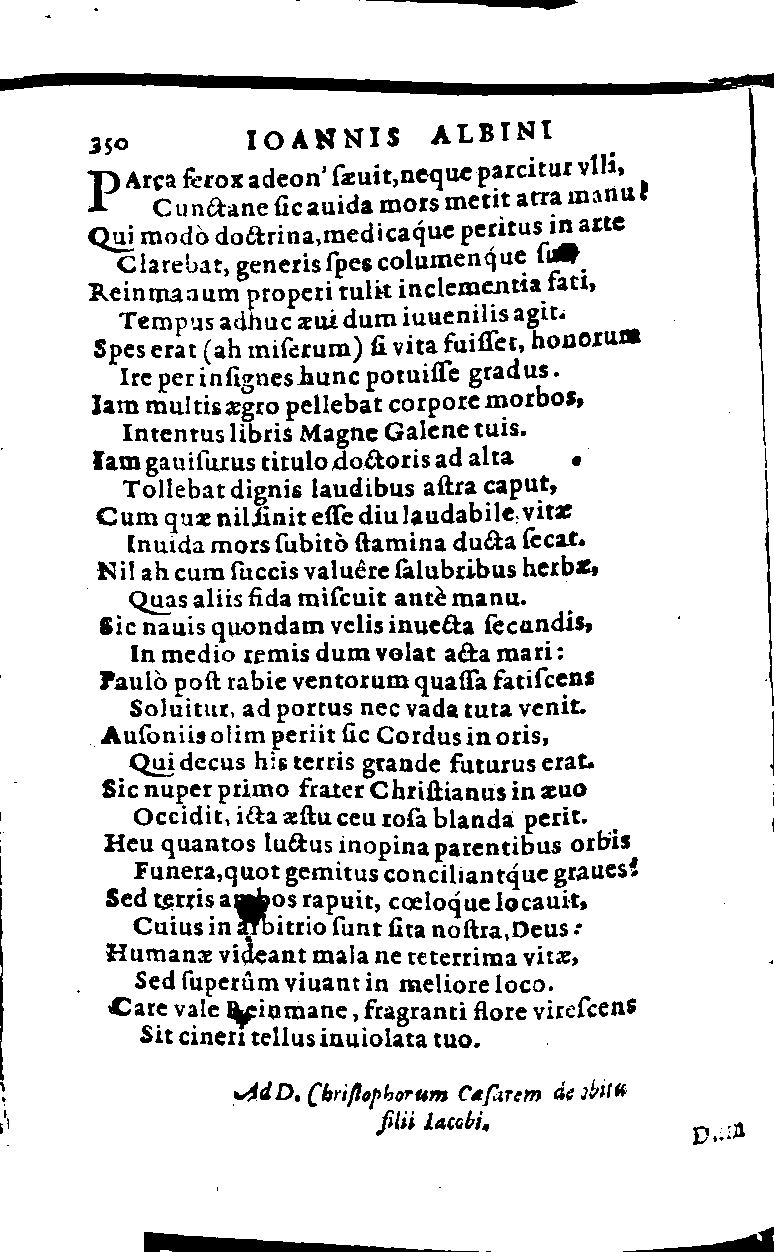 350 IOANNIS ALBINI
PArca ferox adeon' ſæuit, neque parcitur vlli,
Cunctane ſic auida mors metit atra manu?
Qui modò doctrina, medicaq́ue peritus in arte
Clarebat, generis ſpes columenq́ue
Reinmanum properi tulit inclementia fati,
Tempus adhuc æui dum iuuenilis agit.
Spes erat (ah miſerum) ſi vita fuiſſet, honorum
Ire per inſignes hunc potuiſſe gradus.
Iam multis ægro pellebat corpore morbos,
Intentus libris Magne Galene tuis.
Iam gauiſurus titulo doctoris ad alta
Tollebat dignis laudibus aſtra caput,
Cum quæ nil ſinit eſſe diu laudabile, vitæ
Inuida mors ſubitò ſtamina ducta ſecat.
Nil ah cum ſuccis valuêre ſalubribus herbæ,
Quas aliis fida miſcuit antè manu.
Sic nauis quondam velis inuecta ſecundis,
In medio remis dum volat acta mari:
Paulò poſt rabie ventorum quaſſa fatiſcens
Soluitur, ad portus nec vada tuta venit.
Auſoniis olim periit ſic Cordus in oris,
Qui decus his terris grande futurus erat.
Sic nuper primo frater Chriſtianus in æuo
Occidit, icta æſtu ceu roſa blanda perit.
Heu quantos luctus inopina parentibus orbis
Funera, quot gemitus conciliantq́ue graues?
Sed terris ambos rapuit, cœloq́ue locauit,
Cuius in arbitrio ſunt ſita noſtra, Deus:
Humanæ videant mala ne teterrima vitæ,
Sed ſuperûm viuant in meliore loco.
Care vale Reinmane, fragranti flore vireſcens
Sit cineri tellus inuiolata tuo.
Ad D. Chriſtophorum Cæſarem de obitu
filii Iacobi.